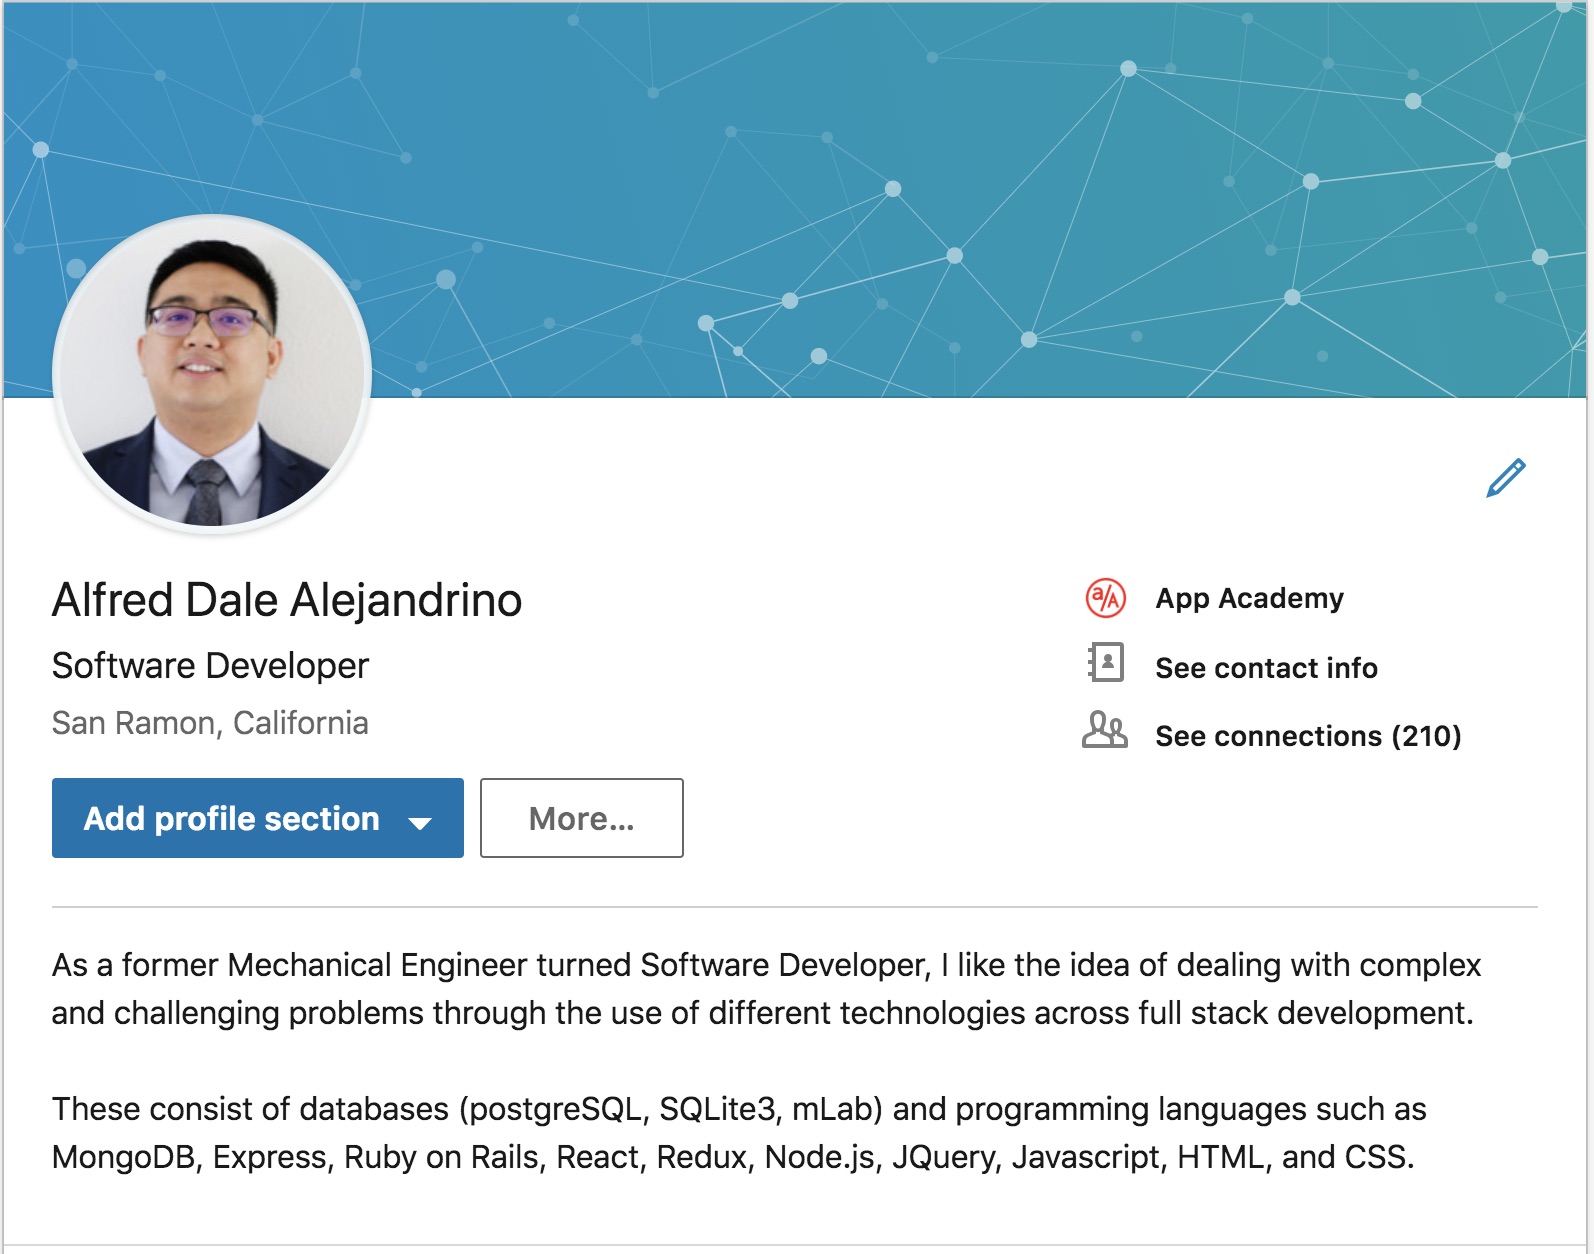 Alfred Dale Alejandrino
Software Developer
San Ramon, California
Add profile section
More...
a/A
App Academy
See contact info
See connections (210)
As a former Mechanical Engineer turned Software Developer, I like the idea of dealing with complex
and challenging problems through the use of different technologies across full stack development.
These consist of databases (postgreSQL, SQLite3, mLab) and programming languages such as
MongoDB, Express, Ruby on Rails, React, Redux, Node.js, JQuery, Javascript, HTML, and CSS.